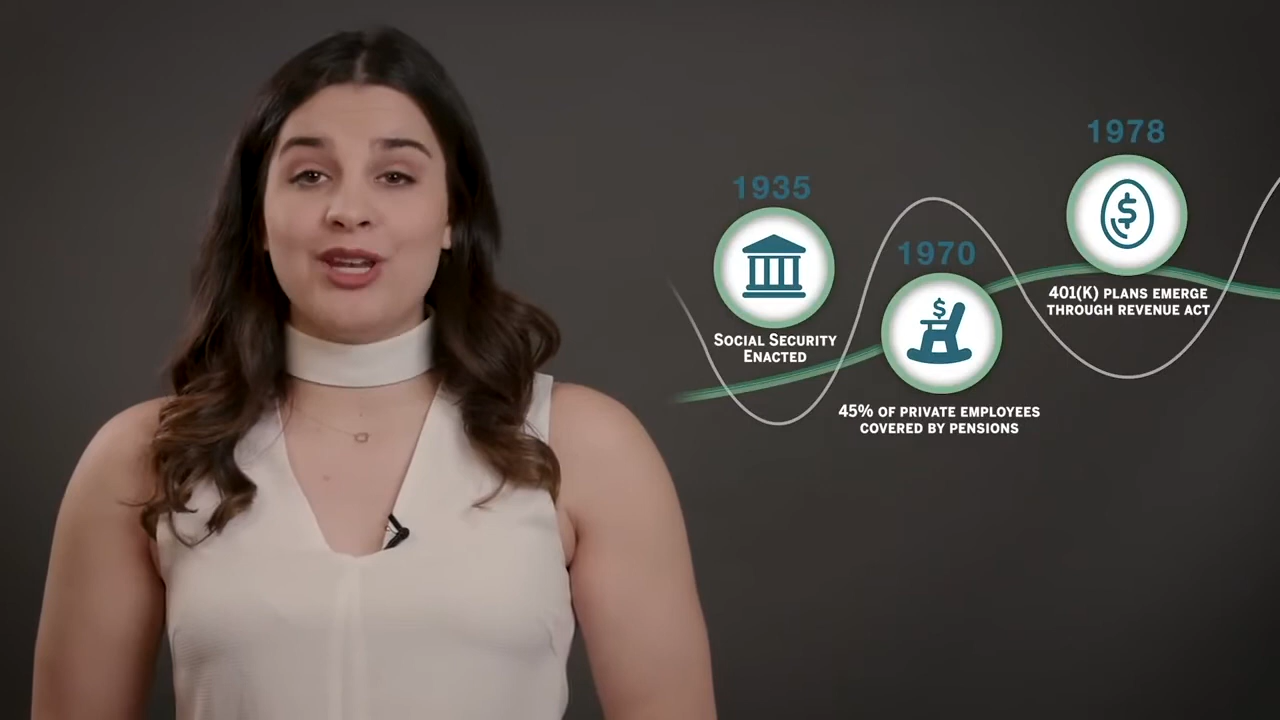 1935
SOCIAL SECURITY
ENACTED
1970
$
45% OF PRIVATE EMPLOYEES
COVERED BY PENSIONS
1978
$
401(K) PLANS EMERGE
THROUGH REVENUE ACT